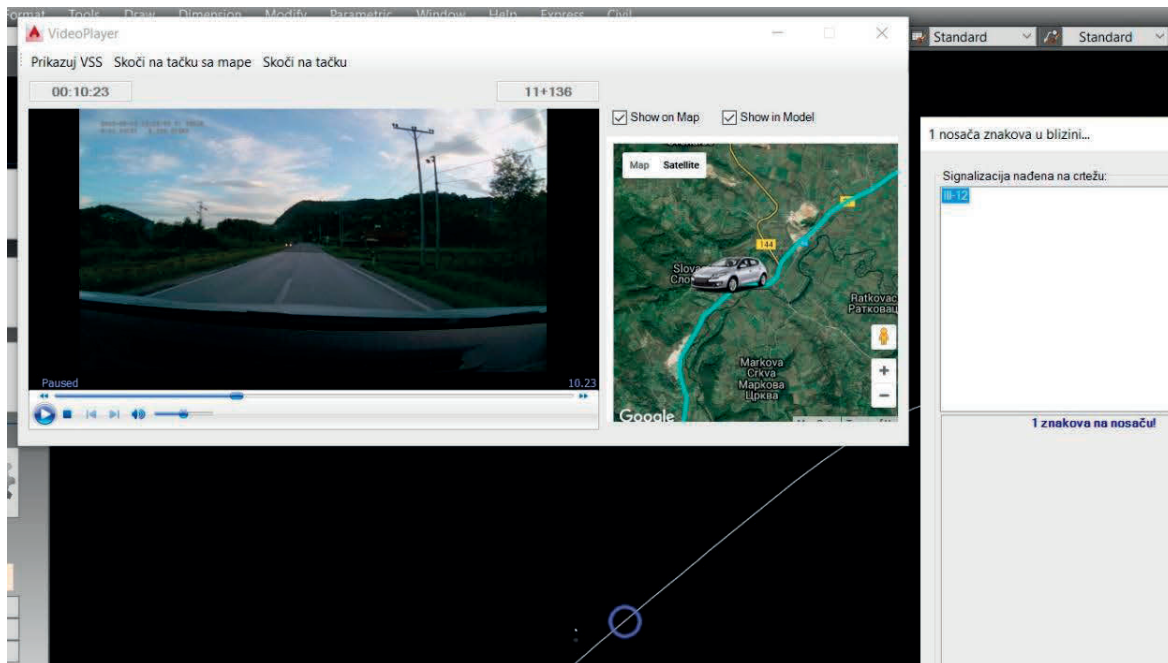 Format Tools Draw Dimension Modify Parametric Window Help Express Civil
VideoPlayer
Standard
Standard
Prikazuj VSS Skoči na tačku sa mape Skoči na tačku
00:10:23
11+136
Show on Map
Show in Model
1 nosača znakova u blizini...
Map Satellite
Signalizacija nađena na crtežu:
III-12
144
Ratkovac
Ратковац
Markova
Crkva
Маркова
Црква
Paused
10.23
Google
1 znakova na nosaču!